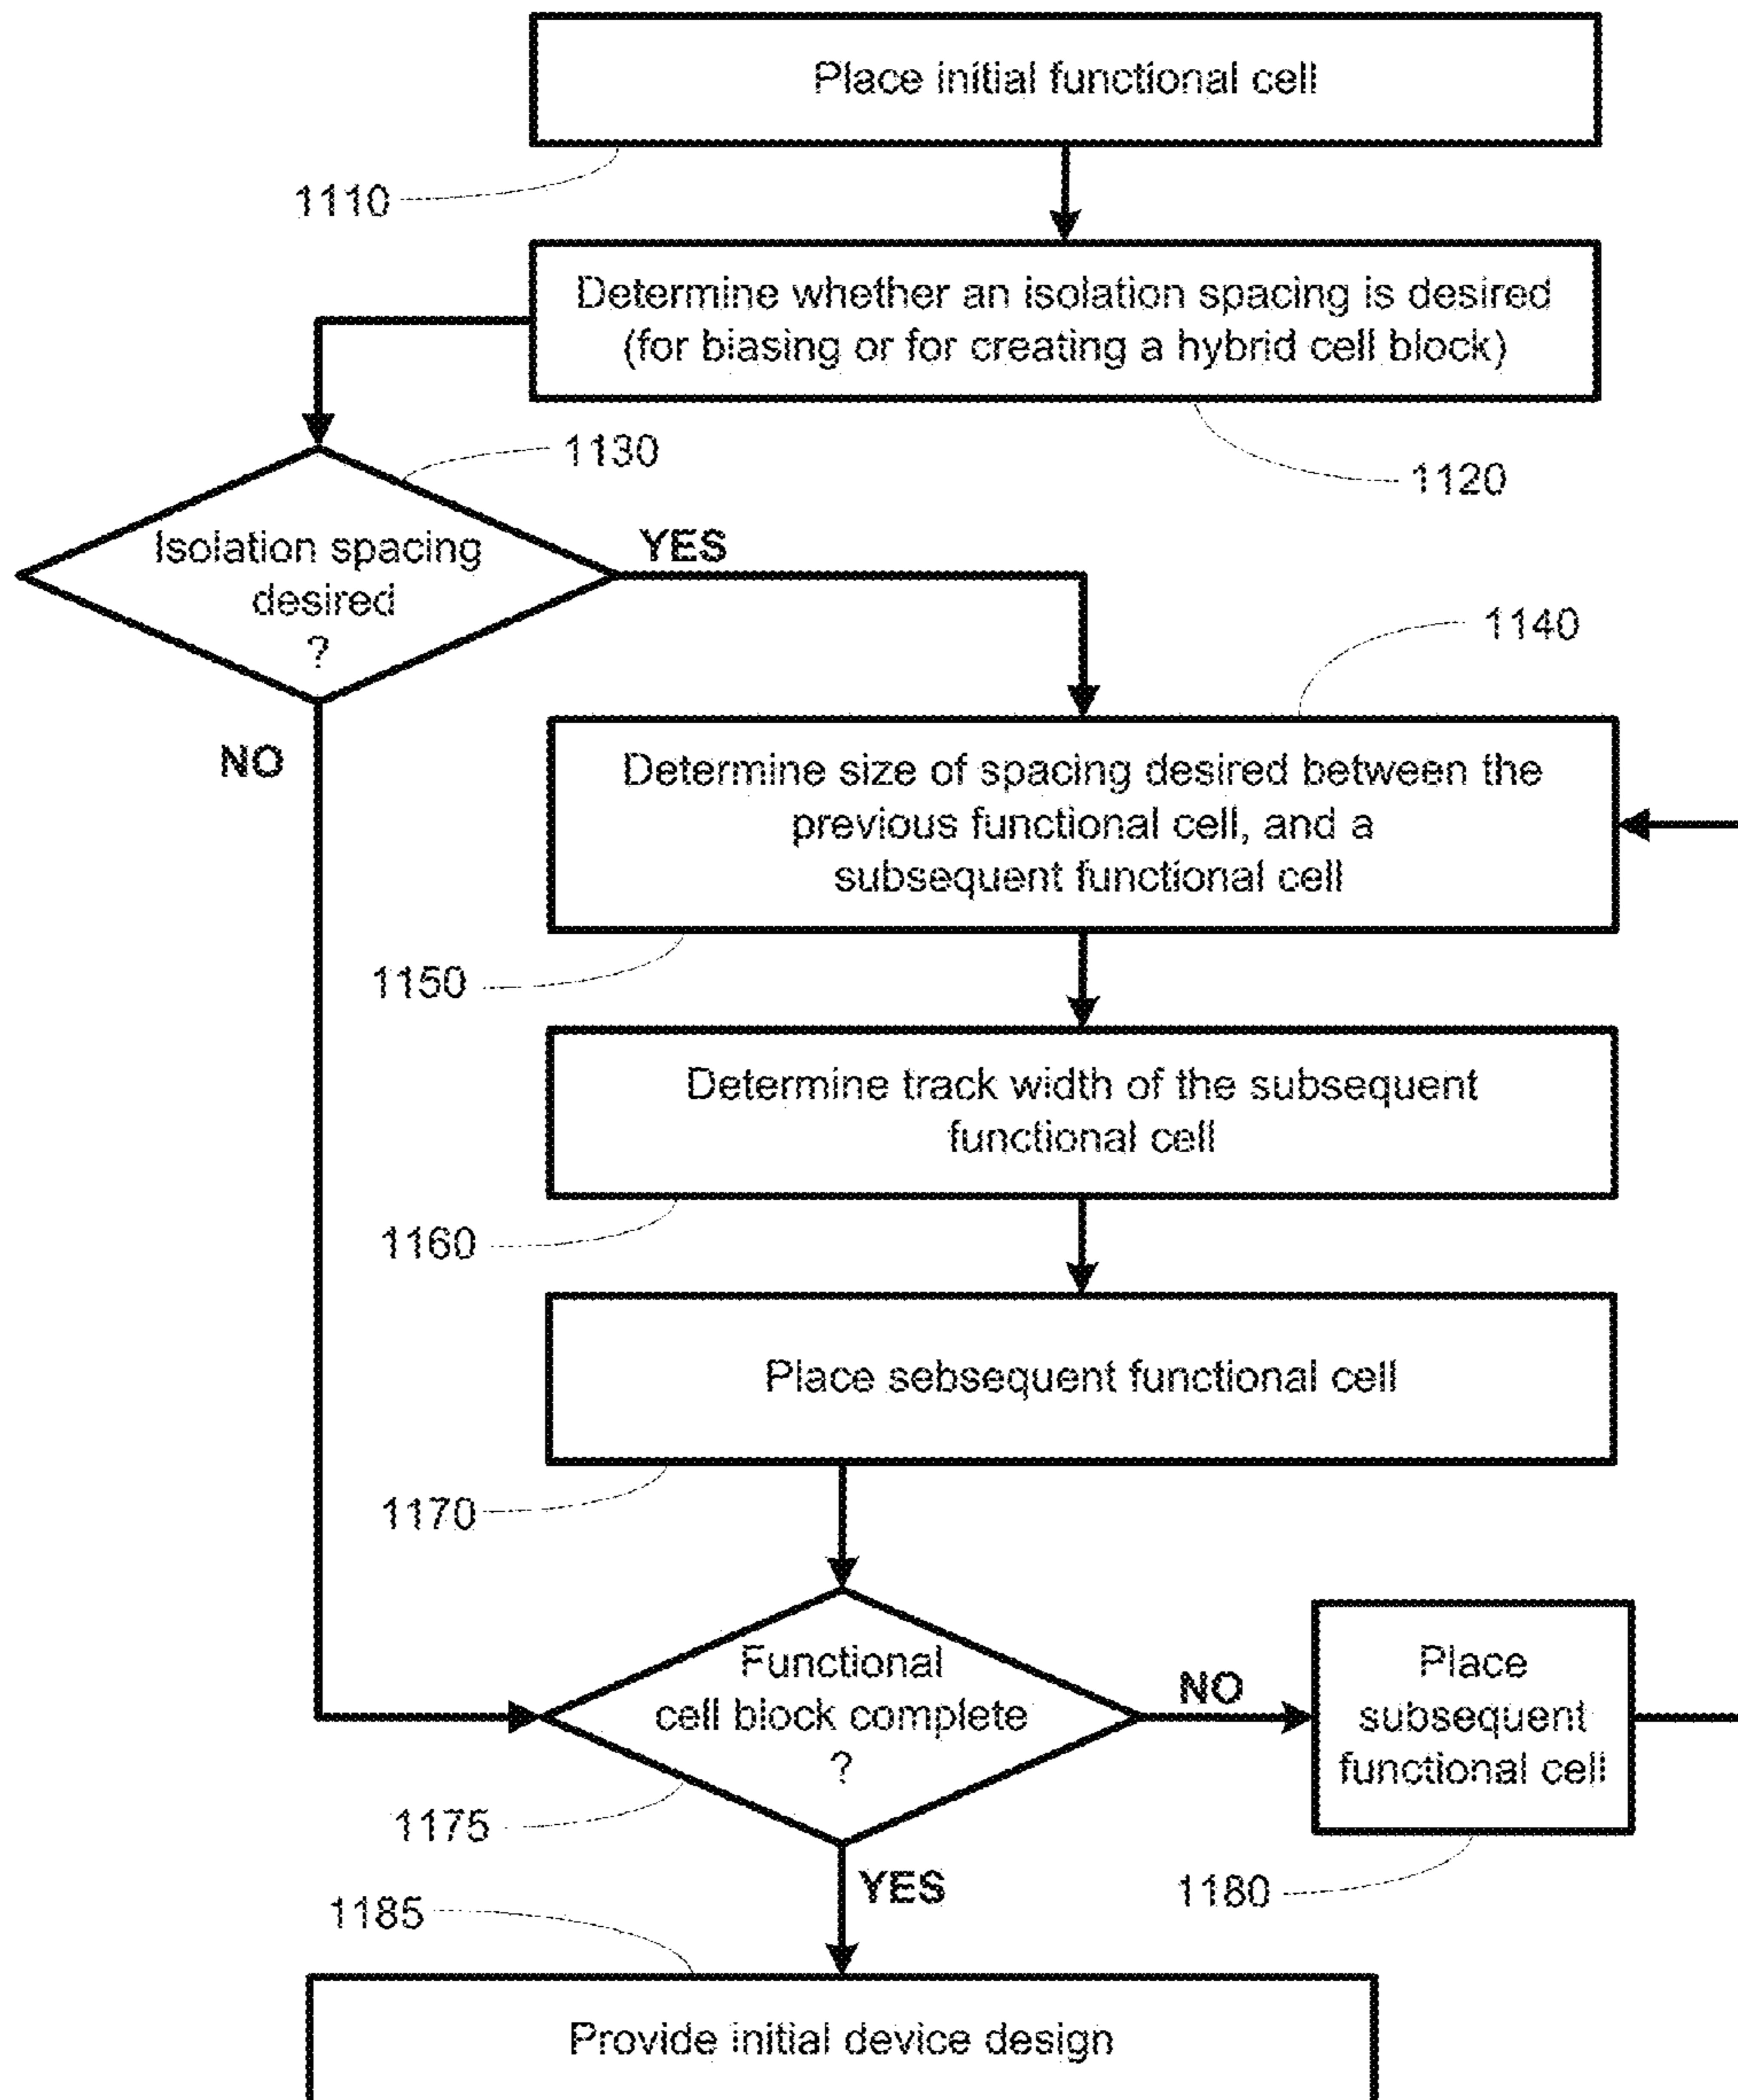 Place initial functional cell
1110
Determine whether an isolation spacing is desired
(for biasing or for creating a hybrid cell block)
1130
1120
Isolation spacing
desired
?
YES
NO
1140
Determine size of spacing desired between the
previous functional cell, and a
subsequent functional cell
1150
Determine track width of the subsequent
functional cell
1160
Place sebsequent functional cell
1170
Functional
cell block complete
?
NO
Place
subsequent
functional cell
1175
YES
1180
1185
Provide initial device design